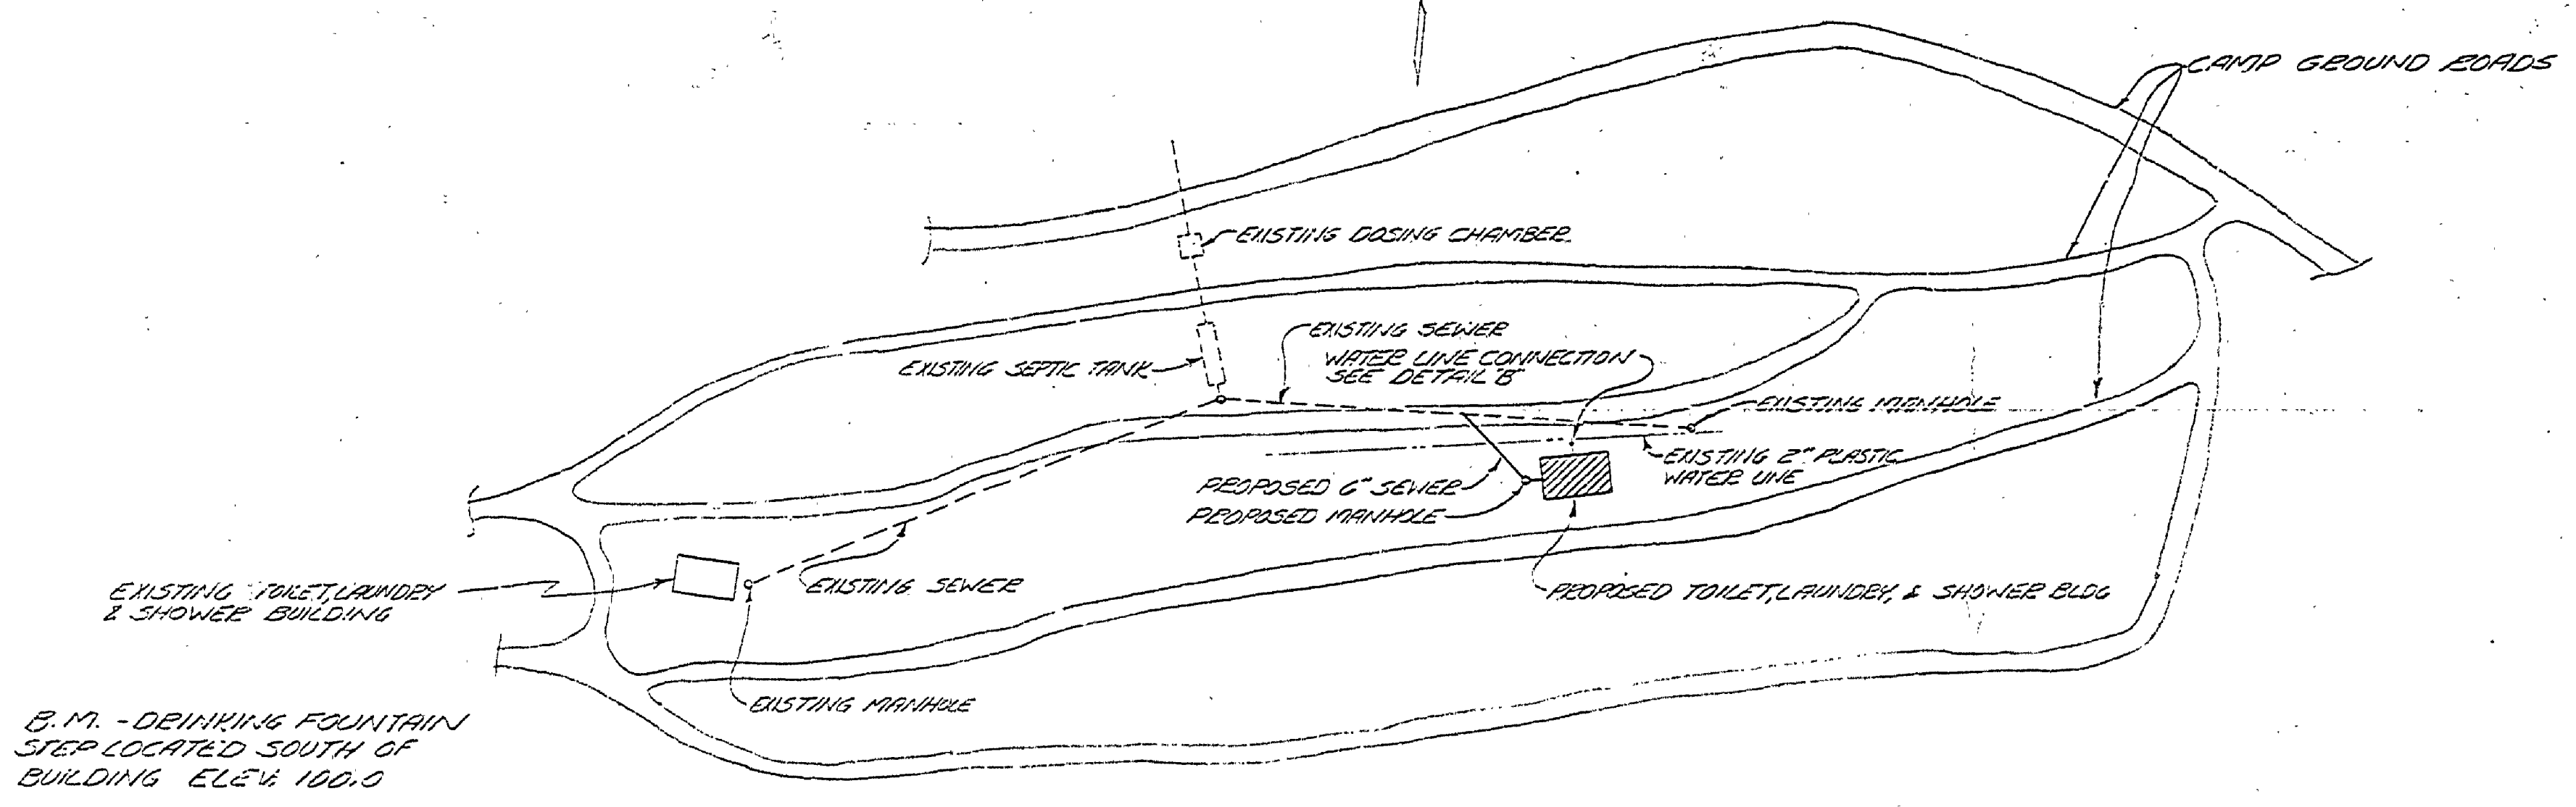 CAMP GROUND ROADS
EXISTING DOSING CHAMBER
EXISTING SEWER
WATER LINE CONNECTION
SEE DETAIL "B"
EXISTING SEPTIC TANK
EXISTING MANHOLE
EXISTING 2" PLASTIC
WATER LINE
PROPOSED 6" SEWER
PROPOSED MANHOLE
EXISTING TOILET, LAUNDRY
& SHOWER BUILDING
EXISTING SEWER
PROPOSED TOILET, LAUNDRY, & SHOWER BLDG
EXISTING MANHOLE
B.M. - DRINKING FOUNTAIN
STEP LOCATED SOUTH OF
BUILDING ELEV. 100.0